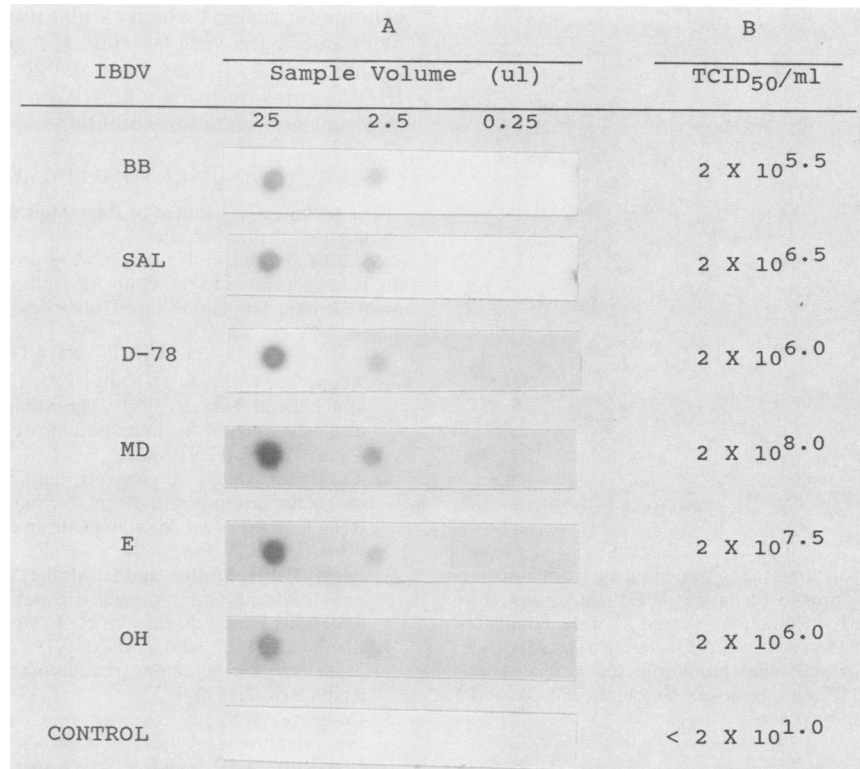 A B
IBDV Sample Volume (ul) TCID50/ml
25 2.5 0.25
BB 2 X 10^5.5
SAL 2 X 10^6.5
D-78 2 X 10^6.0
MD 2 X 10^8.0
E 2 X 10^7.5
OH 2 X 10^6.0
CONTROL < 2 X 10^1.0